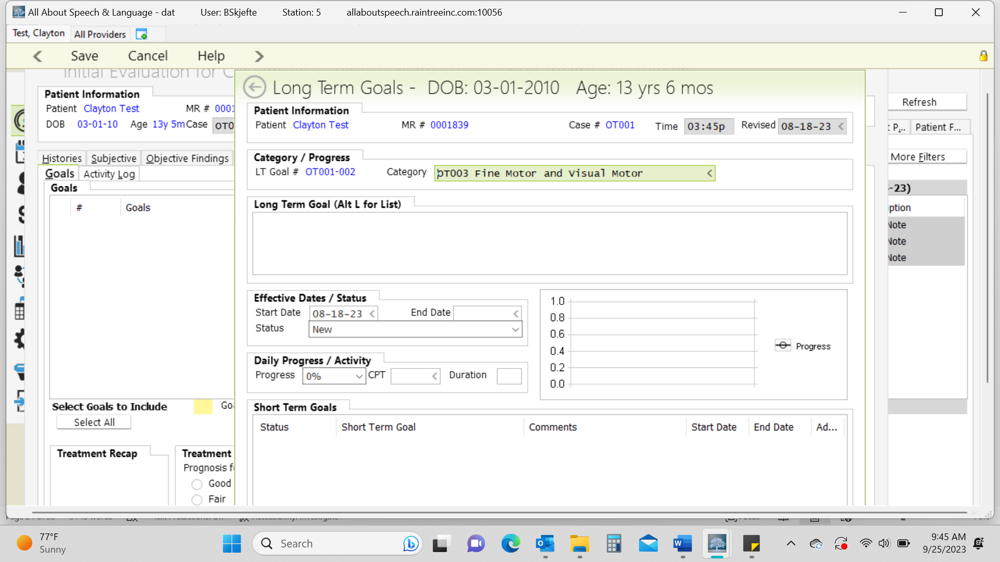 All About Speech & Language - dat User: BSkjefte Station: 5 allaboutspeech.raintreeinc.com:10056
Test, Clayton All Providers
Save Cancel Help
Initial Evaluation for
Long Term Goals - DOB: 03-01-2010 Age: 13 yrs 6 mos
Patient Information
Patient Clayton Test MR # 0001
DOB 03-01-10 Age 13y 5m Case OT0
Patient Information
Patient Clayton Test MR # 0001839 Case # OT001 Time 03:45p Revised 08-18-23
Refresh
t P... Patient F...
Histories Subjective Objective Findings
Goals Activity Log
Goals
# Goals
Category / Progress
LT Goal # OT001-002 Category OT003 Fine Motor and Visual Motor
More Filters
-23)
ption
Note
Note
Note
Long Term Goal (Alt L for List)
Effective Dates / Status
Start Date 08-18-23 End Date
Status New
1.0
0.8
0.6
0.4
0.2
0.0
Progress
Daily Progress / Activity
Progress 0% CPT Duration
Select Goals to Include Goa
Select All
Short Term Goals
Status Short Term Goal Comments Start Date End Date Ad...
Treatment Recap
Treatment
Prognosis f
Good
Fair
77°F
Sunny
Search
9:45 AM
9/25/2023